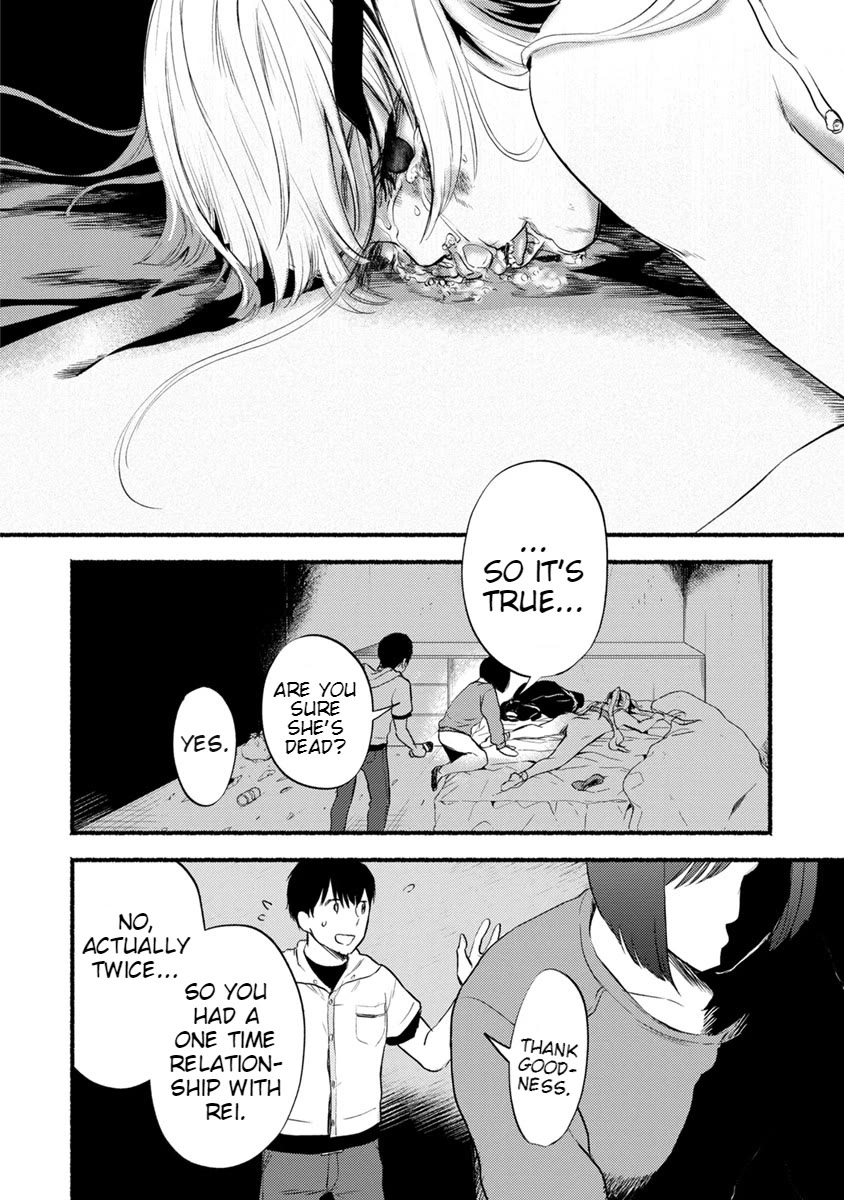 ...
SO IT'S
TRUE...
ARE YOU
SURE
SHE'S
DEAD?
YES.
THANK
GOOD-
NESS.
SO YOU
HAD A
ONE TIME
RELATION-
SHIP WITH
REI.
NO,
ACTUALLY
TWICE...